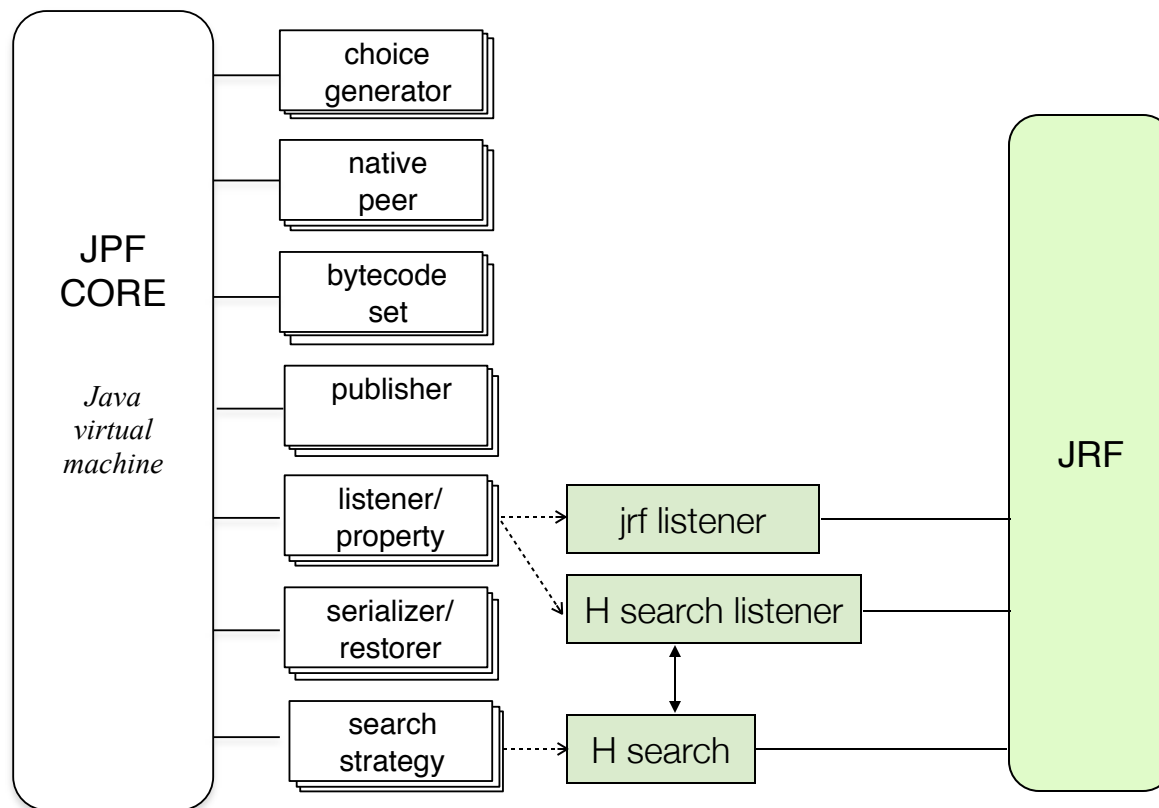 JPF
CORE
Java
virtual
machine
choice
generator
native
peer
bytecode
set
publisher
listener/
property
serializer/
restorer
search
strategy
jrf listener
H search listener
H search
JRF